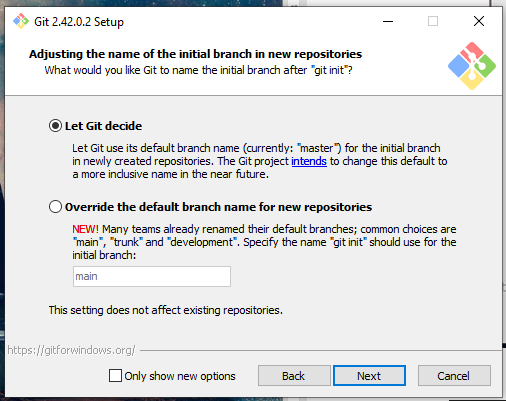 Git 2.42.0.2 Setup
Adjusting the name of the initial branch in new repositories
What would you like Git to name the initial branch after "git init"?
Let Git decide
Let Git use its default branch name (currently: "master") for the initial branch
in newly created repositories. The Git project intends to change this default to
a more inclusive name in the near future.
Override the default branch name for new repositories
NEW! Many teams already renamed their default branches; common choices are
"main", "trunk" and "development". Specify the name "git init" should use for the
initial branch:
main
This setting does not affect existing repositories.
https://gitforwindows.org/
Only show new options
Back
Next
Cancel